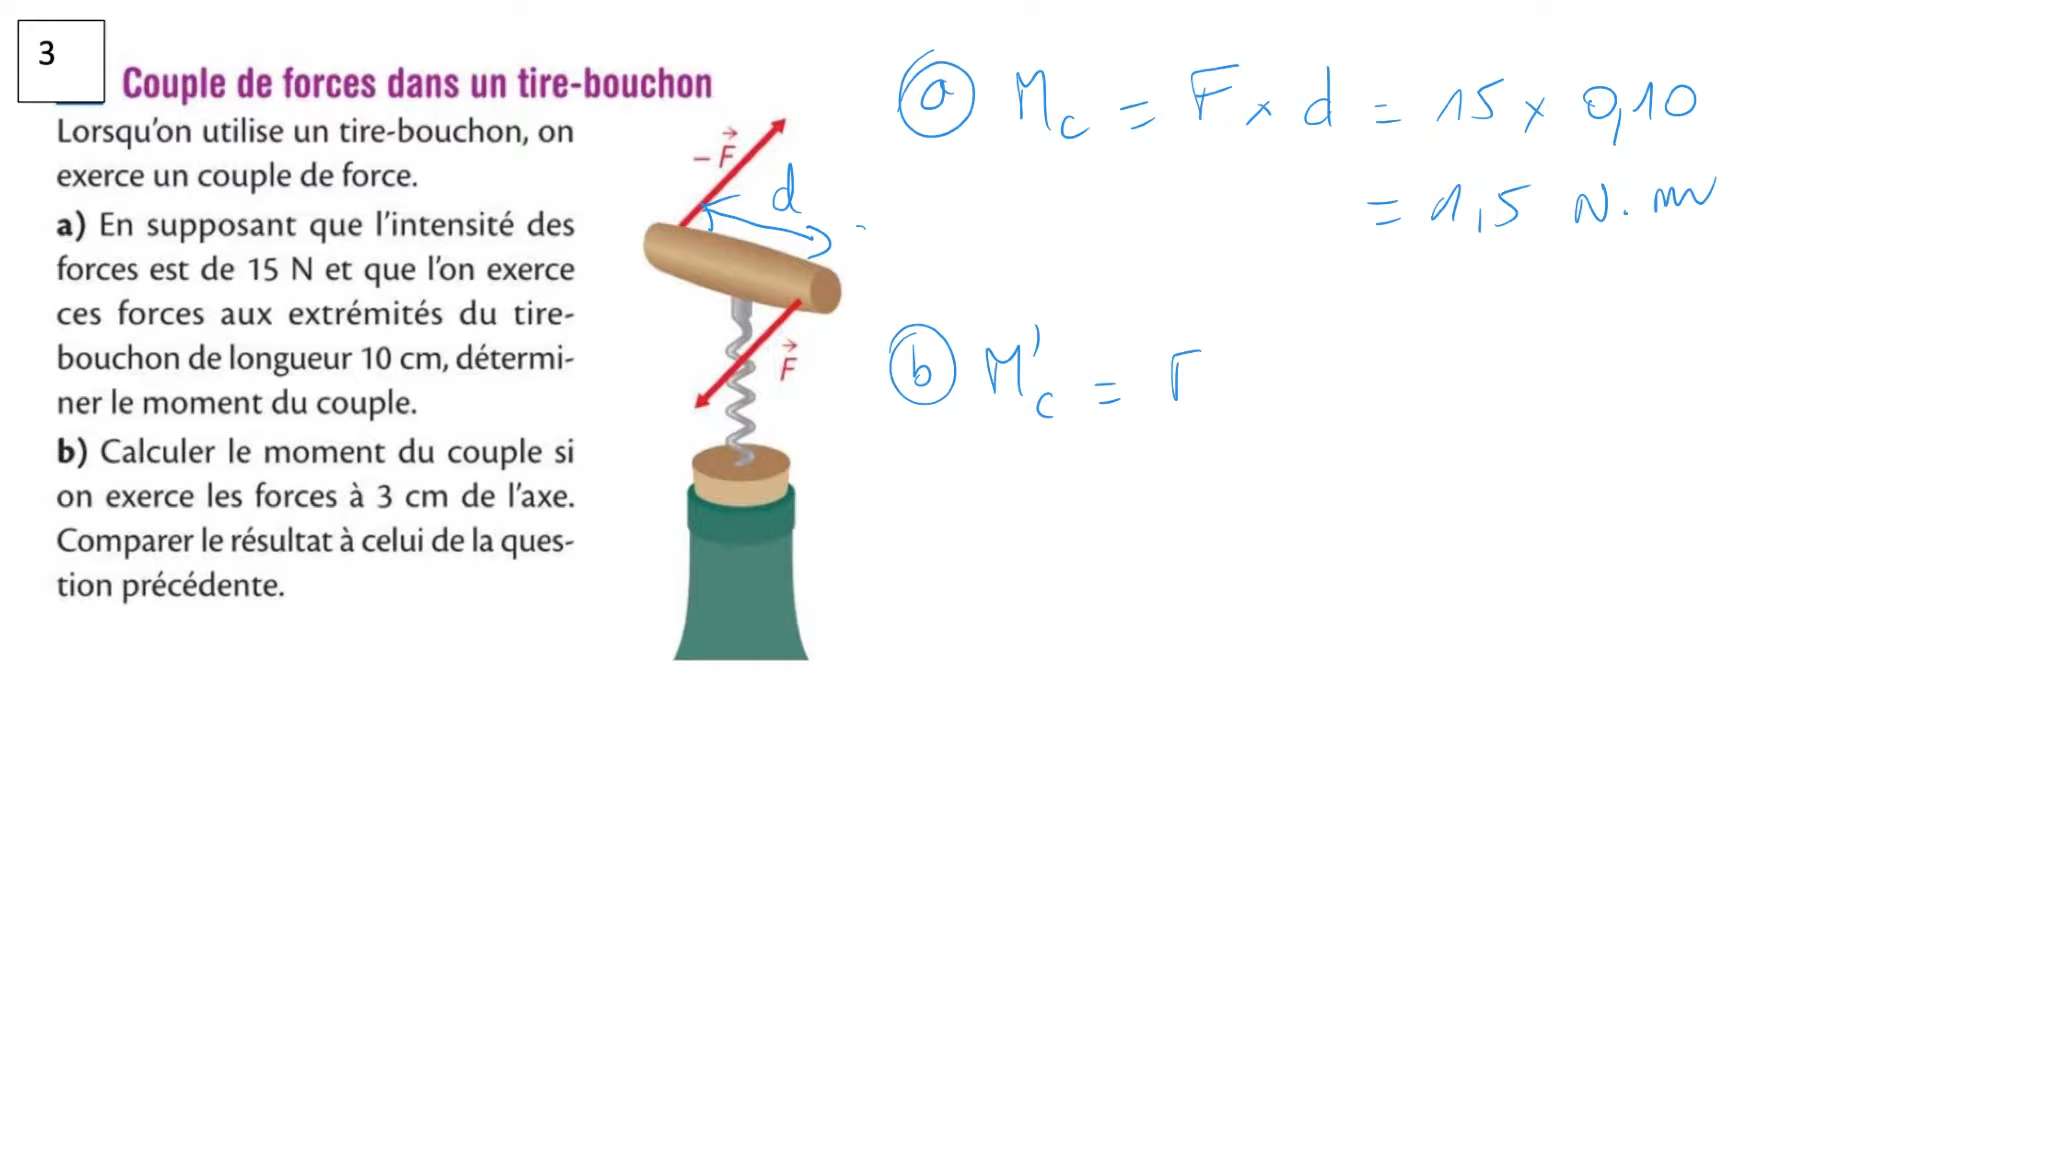 3
Couple de forces dans un tire-bouchon
Lorsqu'on utilise un tire-bouchon, on
exerce un couple de force.
a) En supposant que l'intensité des
forces est de 15 N et que l'on exerce
ces forces aux extrémités du tire-
bouchon de longueur 10 cm, détermi-
ner le moment du couple.
b) Calculer le moment du couple si
on exerce les forces à 3 cm de l'axe.
Comparer le résultat à celui de la ques-
tion précédente.
– F⃗
d
F⃗
a M_c = F × d = 15 × 0,10
= 1,5 N.m
b M'_c = F